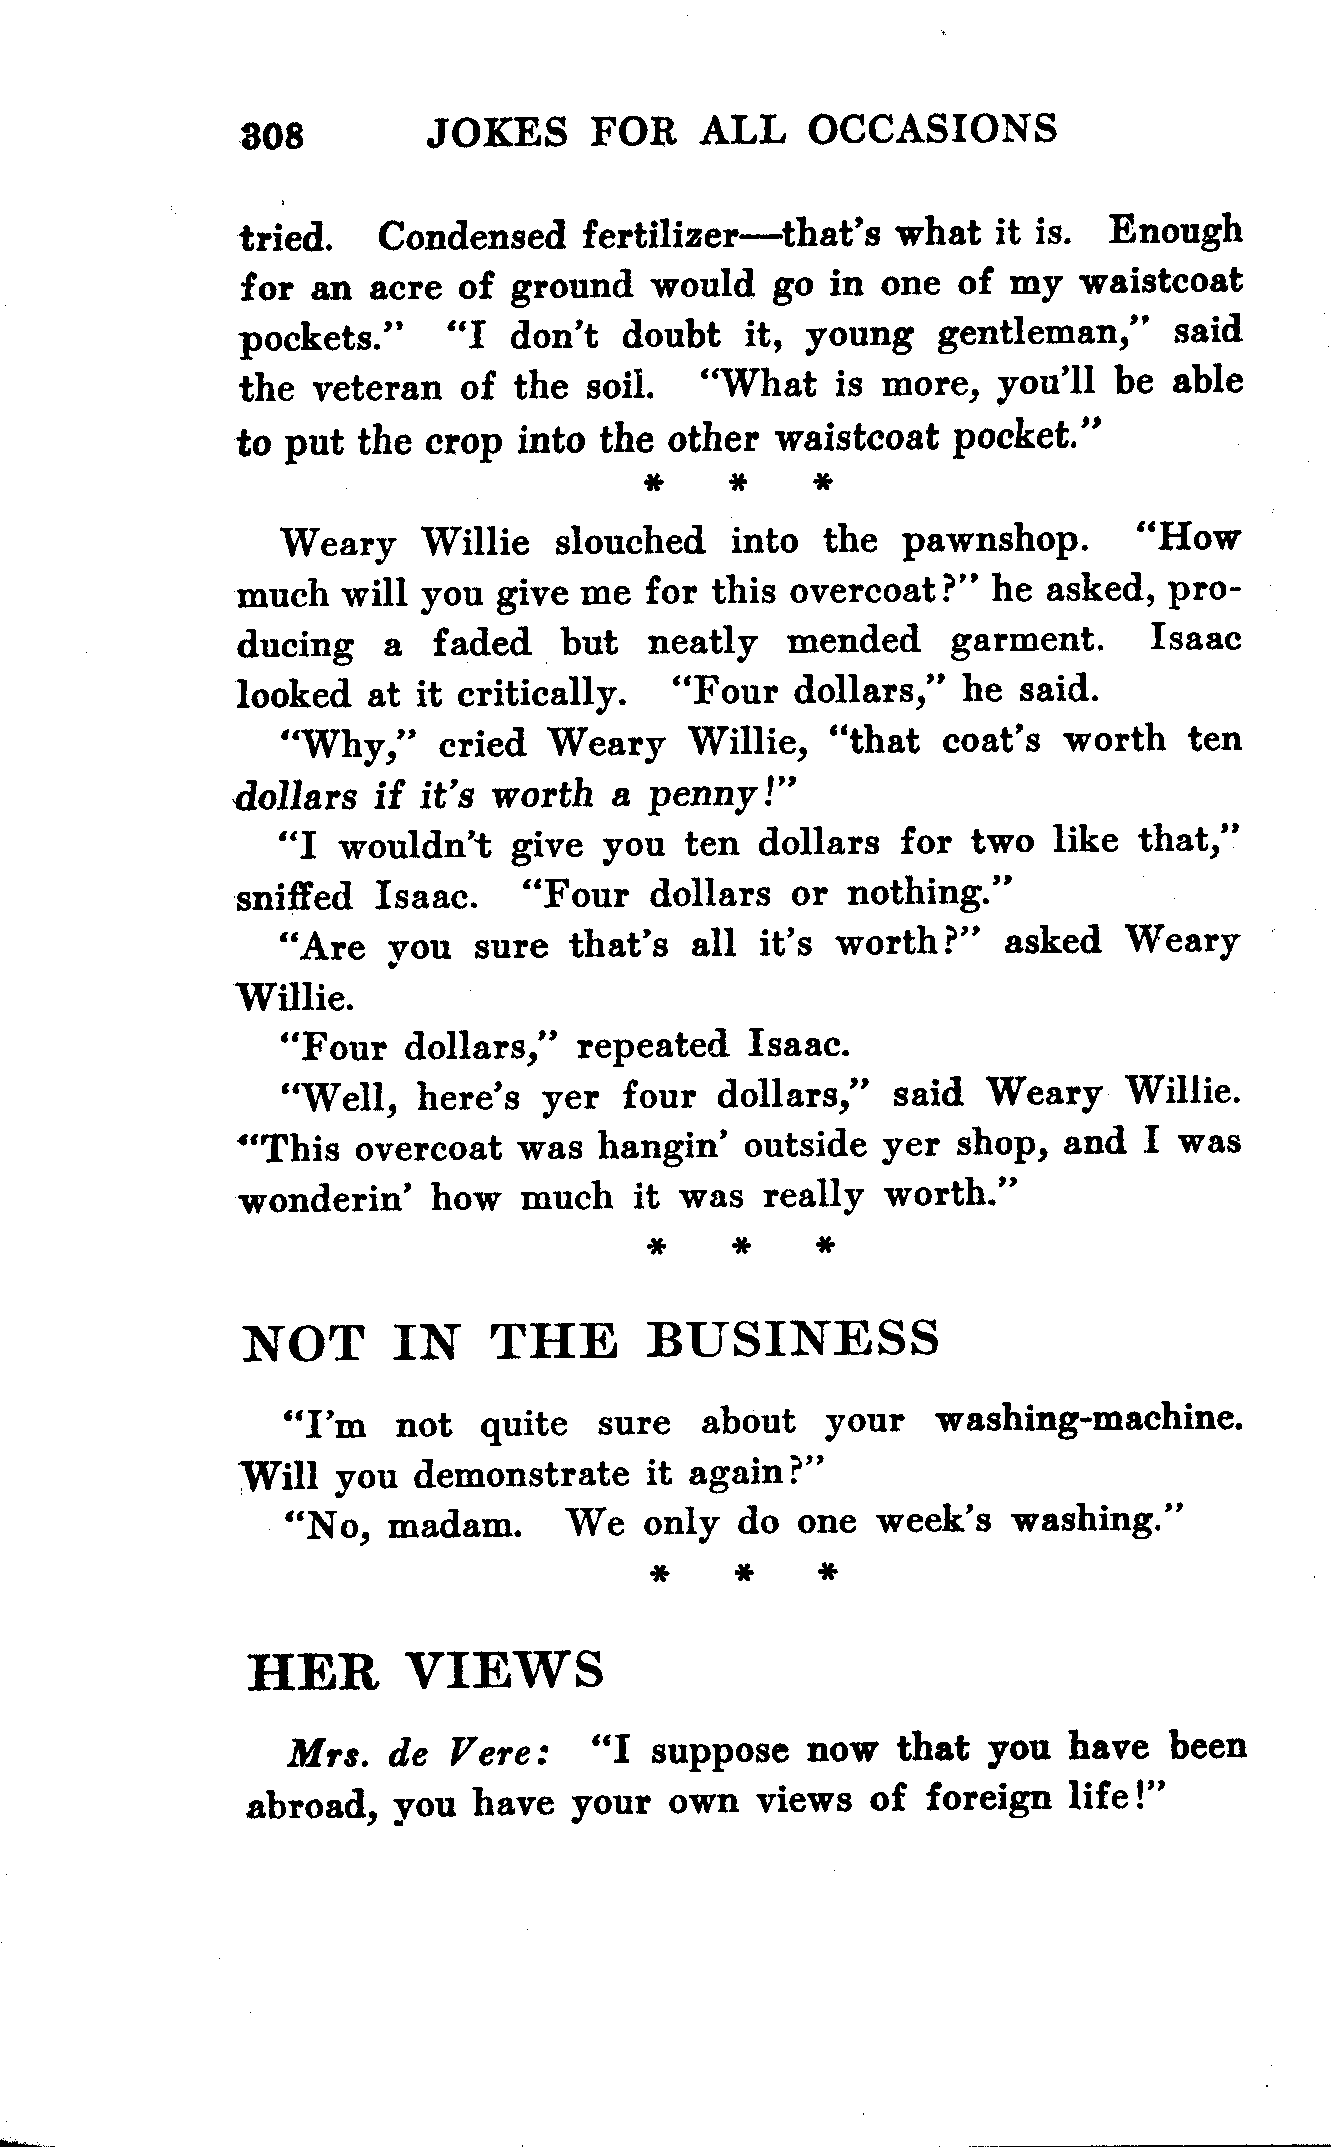 308 JOKES FOR ALL OCCASIONS
tried. Condensed fertilizer—that's what it is. Enough
for an acre of ground would go in one of my waistcoat
pockets." "I don't doubt it, young gentleman," said
the veteran of the soil. "What is more, you'll be able
to put the crop into the other waistcoat pocket."
* * *
Weary Willie slouched into the pawnshop. "How
much will you give me for this overcoat?" he asked, pro-
ducing a faded but neatly mended garment. Isaac
looked at it critically. "Four dollars," he said.
"Why," cried Weary Willie, "that coat's worth ten
dollars if it's worth a penny!"
"I wouldn't give you ten dollars for two like that,"
sniffed Isaac. "Four dollars or nothing."
"Are you sure that's all it's worth?" asked Weary
Willie.
"Four dollars," repeated Isaac.
"Well, here's yer four dollars," said Weary Willie.
"This overcoat was hangin' outside yer shop, and I was
wonderin' how much it was really worth."
* * *
NOT IN THE BUSINESS
"I'm not quite sure about your washing-machine.
Will you demonstrate it again?"
"No, madam. We only do one week's washing."
* * *
HER VIEWS
Mrs. de Vere: "I suppose now that you have been
abroad, you have your own views of foreign life!"